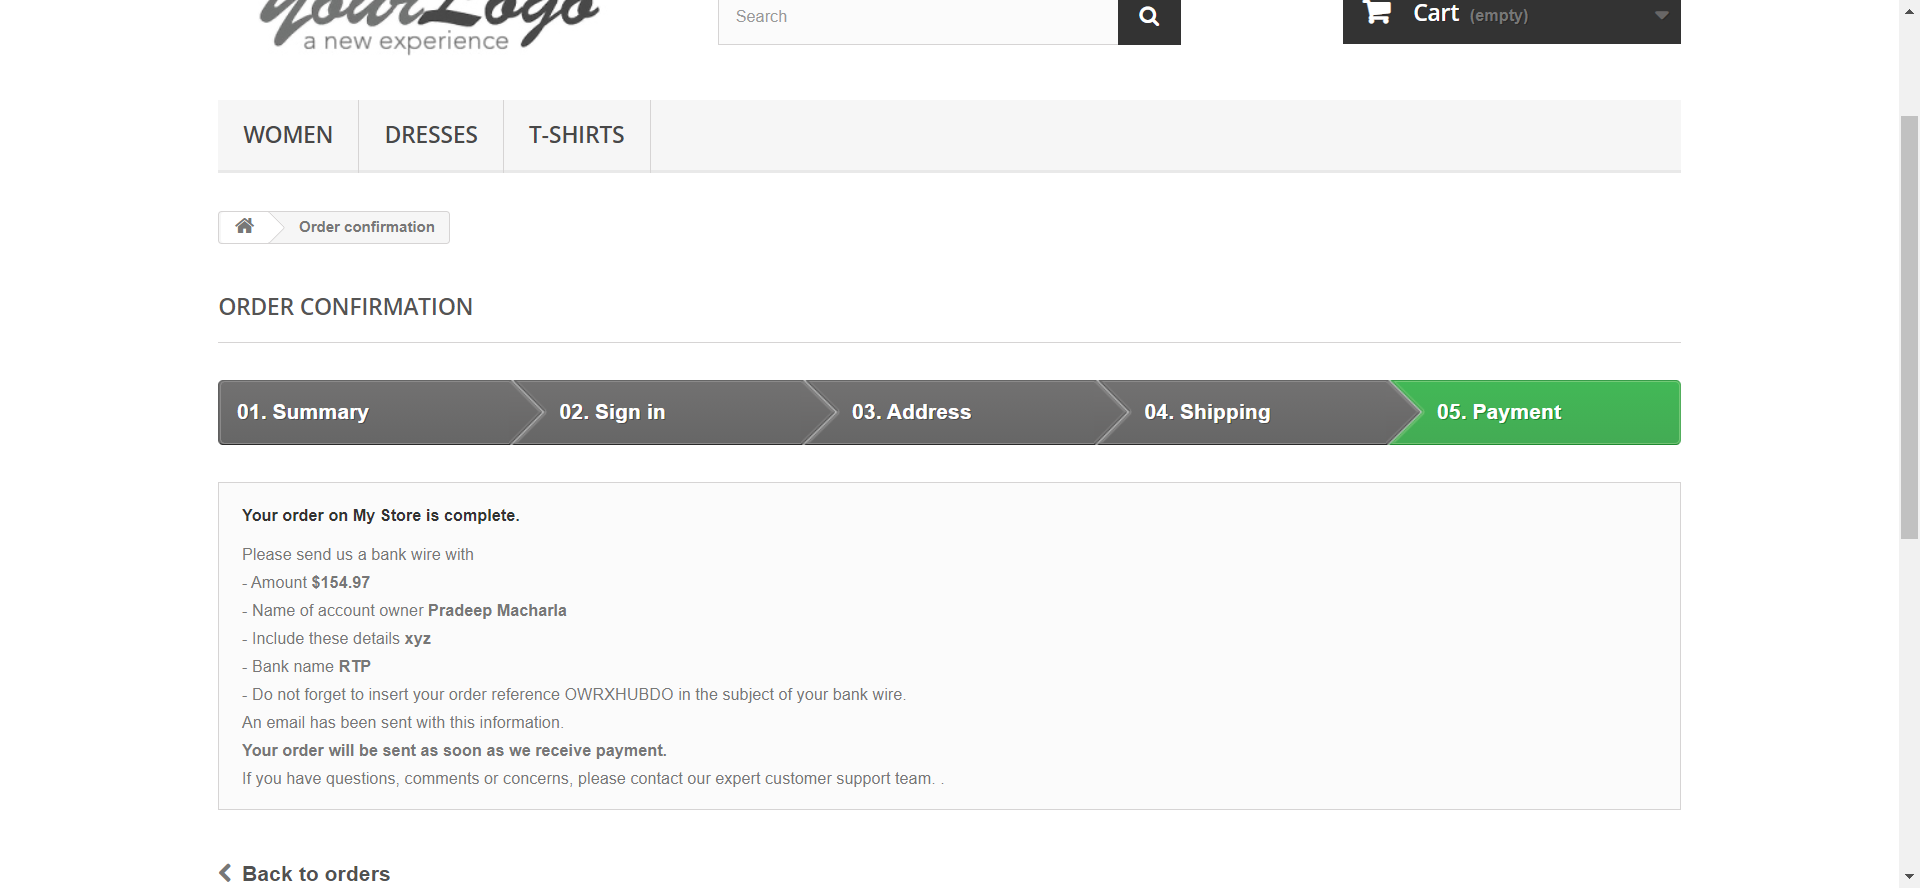 yourLogo
a new experience
Search
Cart (empty)
WOMEN
DRESSES
T-SHIRTS
Order confirmation
ORDER CONFIRMATION
01. Summary
02. Sign in
03. Address
04. Shipping
05. Payment
Your order on My Store is complete.
Please send us a bank wire with
- Amount $154.97
- Name of account owner Pradeep Macharla
- Include these details xyz
- Bank name RTP
- Do not forget to insert your order reference OWRXHUBDO in the subject of your bank wire.
An email has been sent with this information.
Your order will be sent as soon as we receive payment.
If you have questions, comments or concerns, please contact our expert customer support team. .
Back to orders